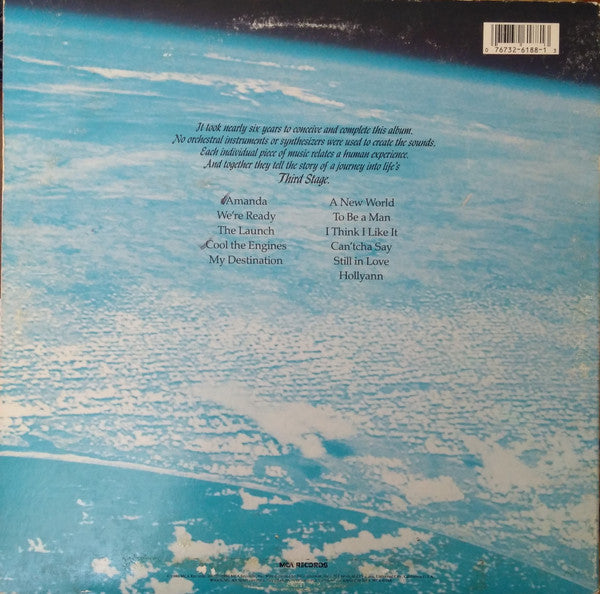 0 76732-6188-1 3
It took nearly six years to conceive and complete this album.
No orchestral instruments or synthesizers were used to create the sounds.
Each individual piece of music relates a human experience.
And together they tell the story of a journey into life's
Third Stage.
Amanda
We're Ready
The Launch
Cool the Engines
My Destination
A New World
To Be a Man
I Think I Like It
Can'tcha Say
Still in Love
Hollyann
MCA RECORDS